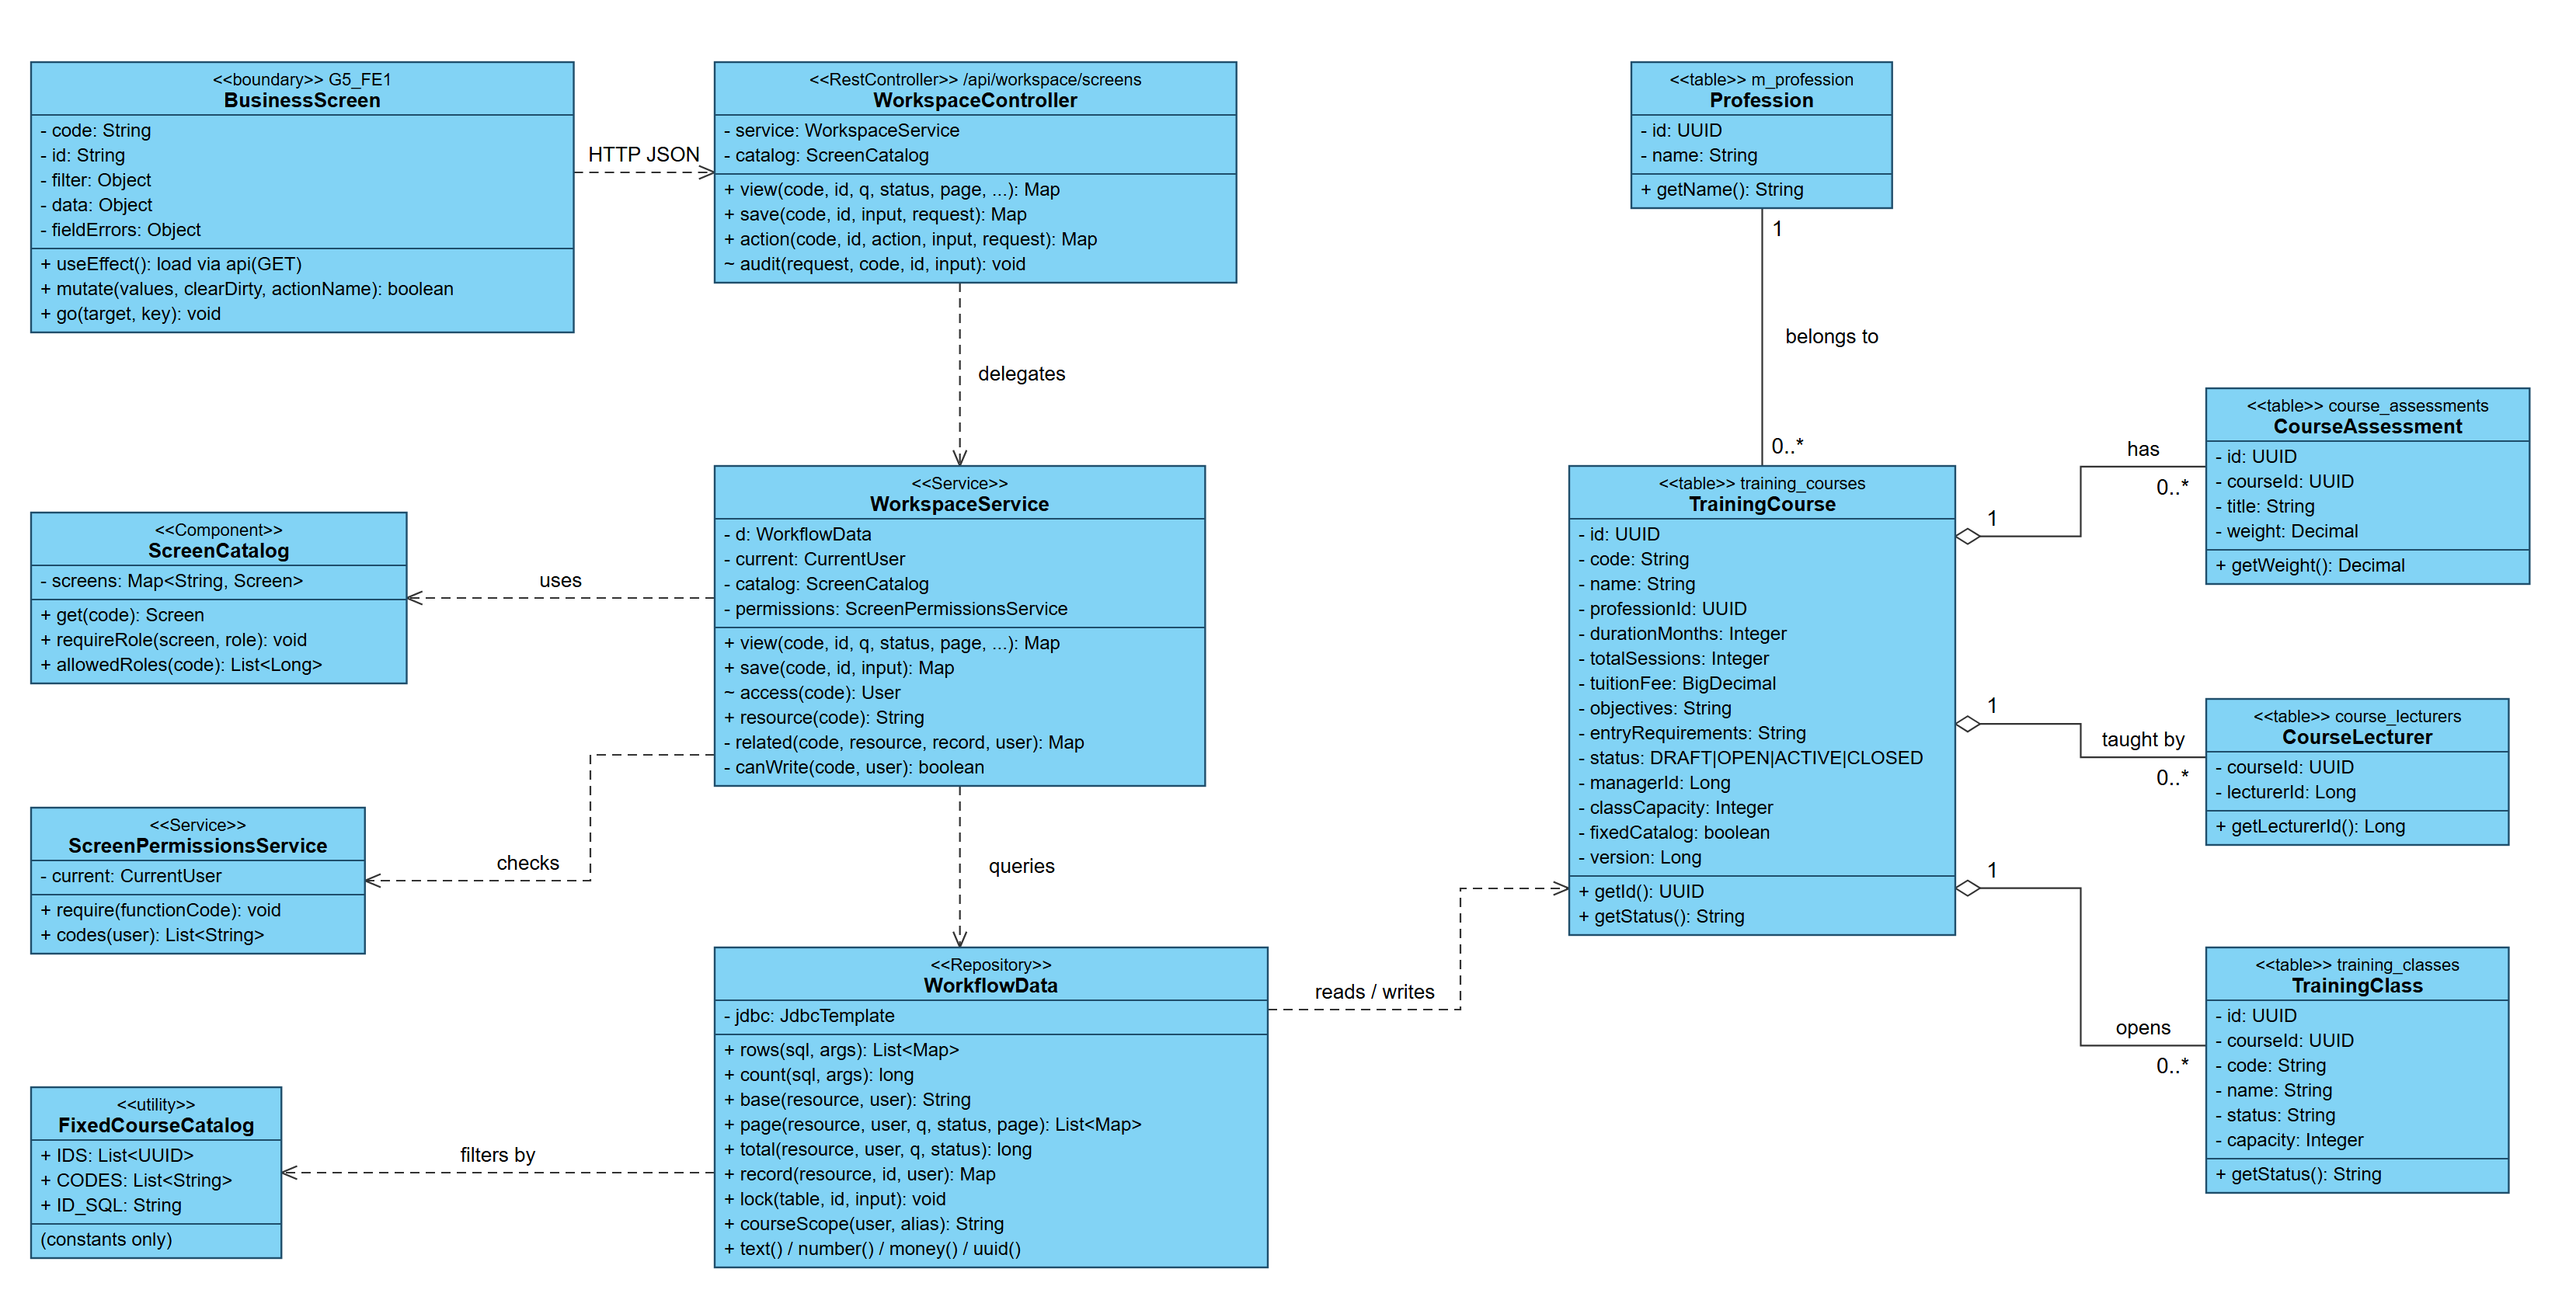 <<boundary>> G5_FE1
BusinessScreen
- code: String
- id: String
- filter: Object
- data: Object
- fieldErrors: Object
+ useEffect(): load via api(GET)
+ mutate(values, clearDirty, actionName): boolean
+ go(target, key): void
HTTP JSON
<<RestController>> /api/workspace/screens
WorkspaceController
- service: WorkspaceService
- catalog: ScreenCatalog
+ view(code, id, q, status, page, ...): Map
+ save(code, id, input, request): Map
+ action(code, id, action, input, request): Map
~ audit(request, code, id, input): void
delegates
<<table>> m_profession
Profession
- id: UUID
- name: String
+ getName(): String
1
belongs to
0..*
<<Component>>
ScreenCatalog
- screens: Map<String, Screen>
+ get(code): Screen
+ requireRole(screen, role): void
+ allowedRoles(code): List<Long>
uses
<<Service>>
WorkspaceService
- d: WorkflowData
- current: CurrentUser
- catalog: ScreenCatalog
- permissions: ScreenPermissionsService
+ view(code, id, q, status, page, ...): Map
+ save(code, id, input): Map
~ access(code): User
+ resource(code): String
- related(code, resource, record, user): Map
- canWrite(code, user): boolean
<<Service>>
ScreenPermissionsService
- current: CurrentUser
+ require(functionCode): void
+ codes(user): List<String>
checks
queries
<<Repository>>
WorkflowData
- jdbc: JdbcTemplate
+ rows(sql, args): List<Map>
+ count(sql, args): long
+ base(resource, user): String
+ page(resource, user, q, status, page): List<Map>
+ total(resource, user, q, status): long
+ record(resource, id, user): Map
+ lock(table, id, input): void
+ courseScope(user, alias): String
+ text() / number() / money() / uuid()
<<utility>>
FixedCourseCatalog
+ IDS: List<UUID>
+ CODES: List<String>
+ ID_SQL: String
(constants only)
filters by
reads / writes
<<table>> training_courses
TrainingCourse
- id: UUID
- code: String
- name: String
- professionId: UUID
- durationMonths: Integer
- totalSessions: Integer
- tuitionFee: BigDecimal
- objectives: String
- entryRequirements: String
- status: DRAFT|OPEN|ACTIVE|CLOSED
- managerId: Long
- classCapacity: Integer
- fixedCatalog: boolean
- version: Long
+ getId(): UUID
+ getStatus(): String
1
has
0..*
<<table>> course_assessments
CourseAssessment
- id: UUID
- courseId: UUID
- title: String
- weight: Decimal
+ getWeight(): Decimal
1
taught by
0..*
<<table>> course_lecturers
CourseLecturer
- courseId: UUID
- lecturerId: Long
+ getLecturerId(): Long
1
opens
0..*
<<table>> training_classes
TrainingClass
- id: UUID
- courseId: UUID
- code: String
- name: String
- status: String
- capacity: Integer
+ getStatus(): String